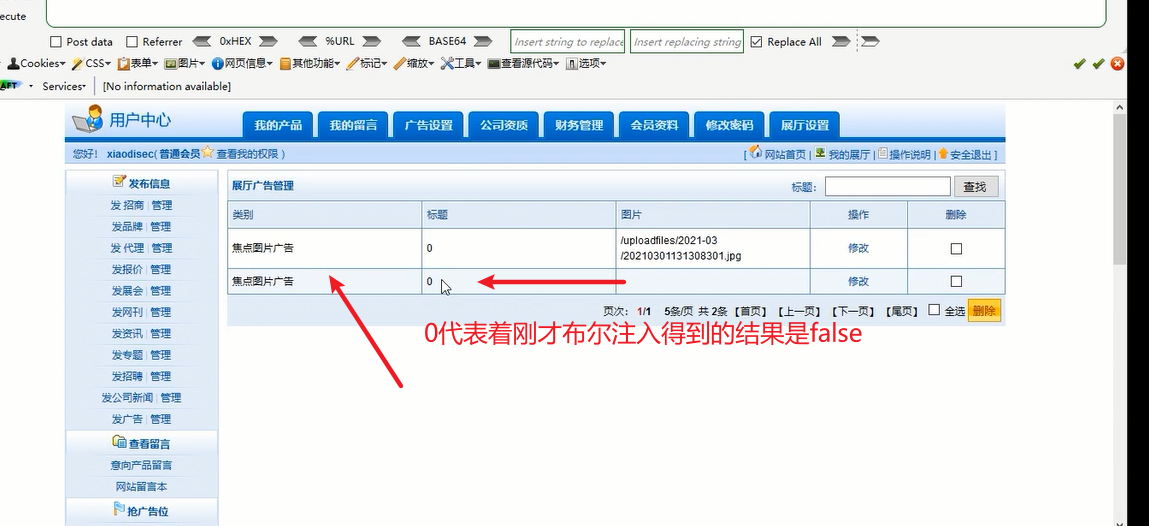 ecute
Post data Referrer 0xHEX %URL BASE64 Insert string to replace Insert replacing string Replace All
Cookies▾ CSS▾ 表单▾ 图片▾ 网页信息▾ 其他功能▾ 标记▾ 缩放▾ 工具▾ 查看源代码▾ 选项▾
AFT Services▾ [No information available]
用户中心
我的产品 我的留言 广告设置 公司资质 财务管理 会员资料 修改密码 展厅设置
您好! xiaodisec(普通会员 查看我的权限 )
[ 网站首页 | 我的展厅 | 操作说明 | 安全退出 ]
发布信息
发 招商 | 管理
发品牌 | 管理
发 代理 | 管理
发报价 | 管理
发展会 | 管理
发网刊 | 管理
发资讯 | 管理
发专题 | 管理
发招聘 | 管理
发公司新闻 | 管理
发广告 | 管理
查看留言
意向产品留言
网站留言本
抢广告位
展厅广告管理 标题: 查找
类别 标题 图片 操作 删除
焦点图片广告 0 /uploadfiles/2021-03
/20210301131308301.jpg 修改
焦点图片广告 0 修改
页次: 1/1 5条/页 共 2条 【首页】 【上一页】 【下一页】 【尾页】 全选 删除
0代表着刚才布尔注入得到的结果是false